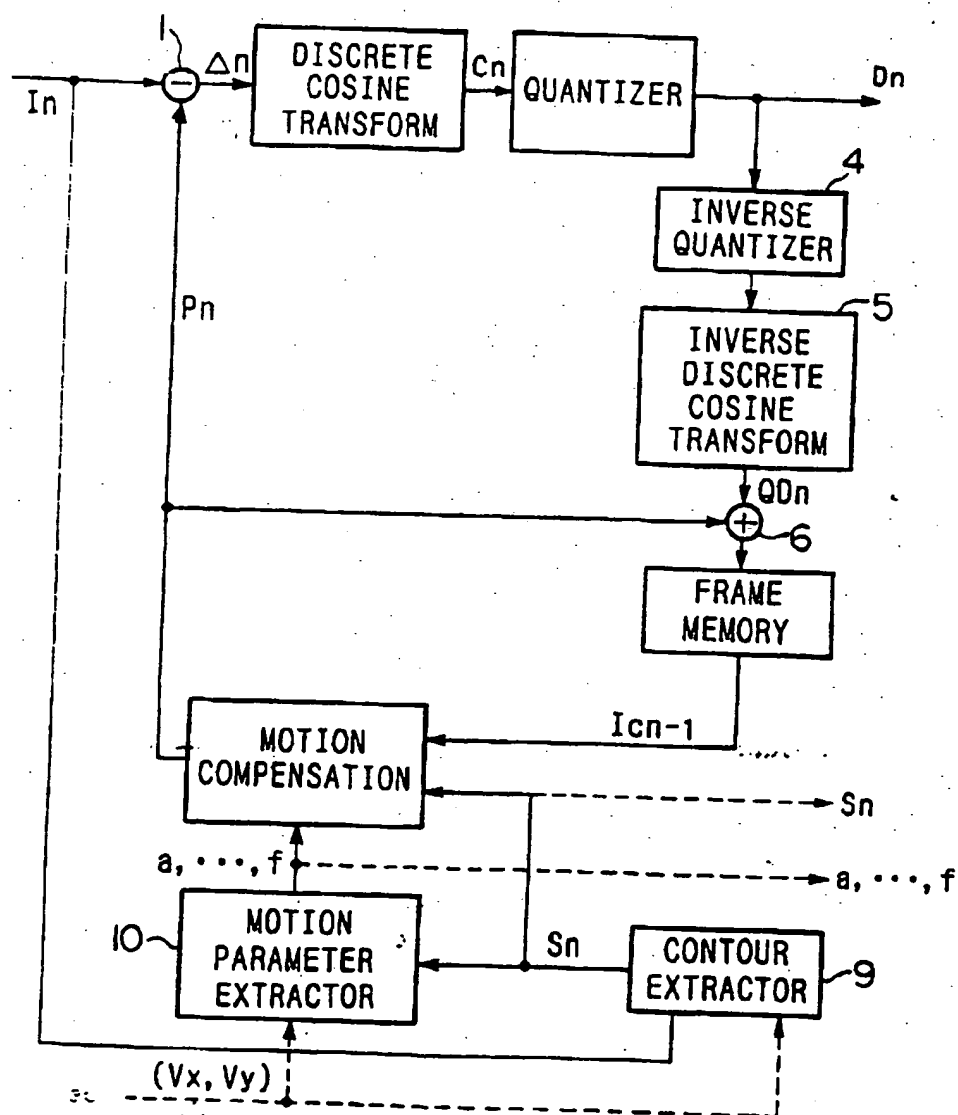 1
In
Δn
DISCRETE
COSINE
TRANSFORM
Cn
QUANTIZER
Dn
4
INVERSE
QUANTIZER
Pn
5
INVERSE
DISCRETE
COSINE
TRANSFORM
QDn
6
FRAME
MEMORY
Icn-1
MOTION
COMPENSATION
Sn
a, ···, f
a, ···, f
10
MOTION
PARAMETER
EXTRACTOR
Sn
CONTOUR
EXTRACTOR
9
(Vx, Vy)